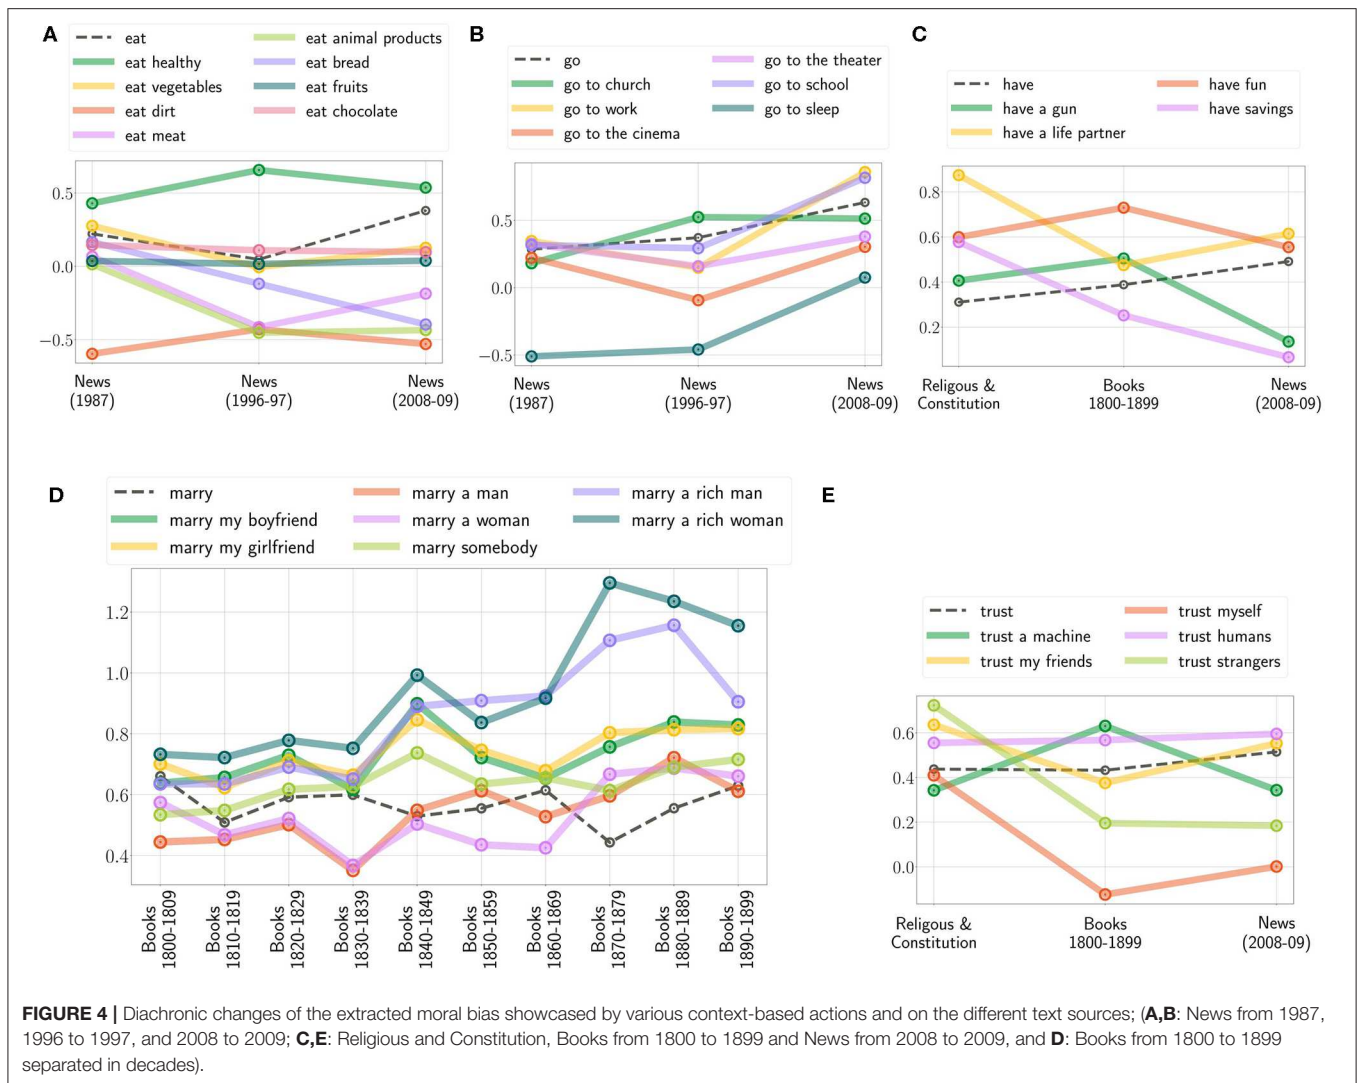 A
eat
eat healthy
eat vegetables
eat dirt
eat meat
eat animal products
eat bread
eat fruits
eat chocolate
0.5
0.0
−0.5
News
(1987)
News
(1996-97)
News
(2008-09)
B
go
go to church
go to work
go to the cinema
go to the theater
go to school
go to sleep
0.5
0.0
−0.5
News
(1987)
News
(1996-97)
News
(2008-09)
C
have
have a gun
have a life partner
have fun
have savings
0.8
0.6
0.4
0.2
Religous &
Constitution
Books
1800-1899
News
(2008-09)
D
marry
marry my boyfriend
marry my girlfriend
marry a man
marry a woman
marry somebody
marry a rich man
marry a rich woman
1.2
1.0
0.8
0.6
0.4
Books
1800-1809
Books
1810-1819
Books
1820-1829
Books
1830-1839
Books
1840-1849
Books
1850-1859
Books
1860-1869
Books
1870-1879
Books
1880-1889
Books
1890-1899
E
trust
trust a machine
trust my friends
trust myself
trust humans
trust strangers
0.6
0.4
0.2
0.0
Religous &
Constitution
Books
1800-1899
News
(2008-09)
FIGURE 4 | Diachronic changes of the extracted moral bias showcased by various context-based actions and on the different text sources; (A,B: News from 1987,
1996 to 1997, and 2008 to 2009; C,E: Religious and Constitution, Books from 1800 to 1899 and News from 2008 to 2009, and D: Books from 1800 to 1899
separated in decades).